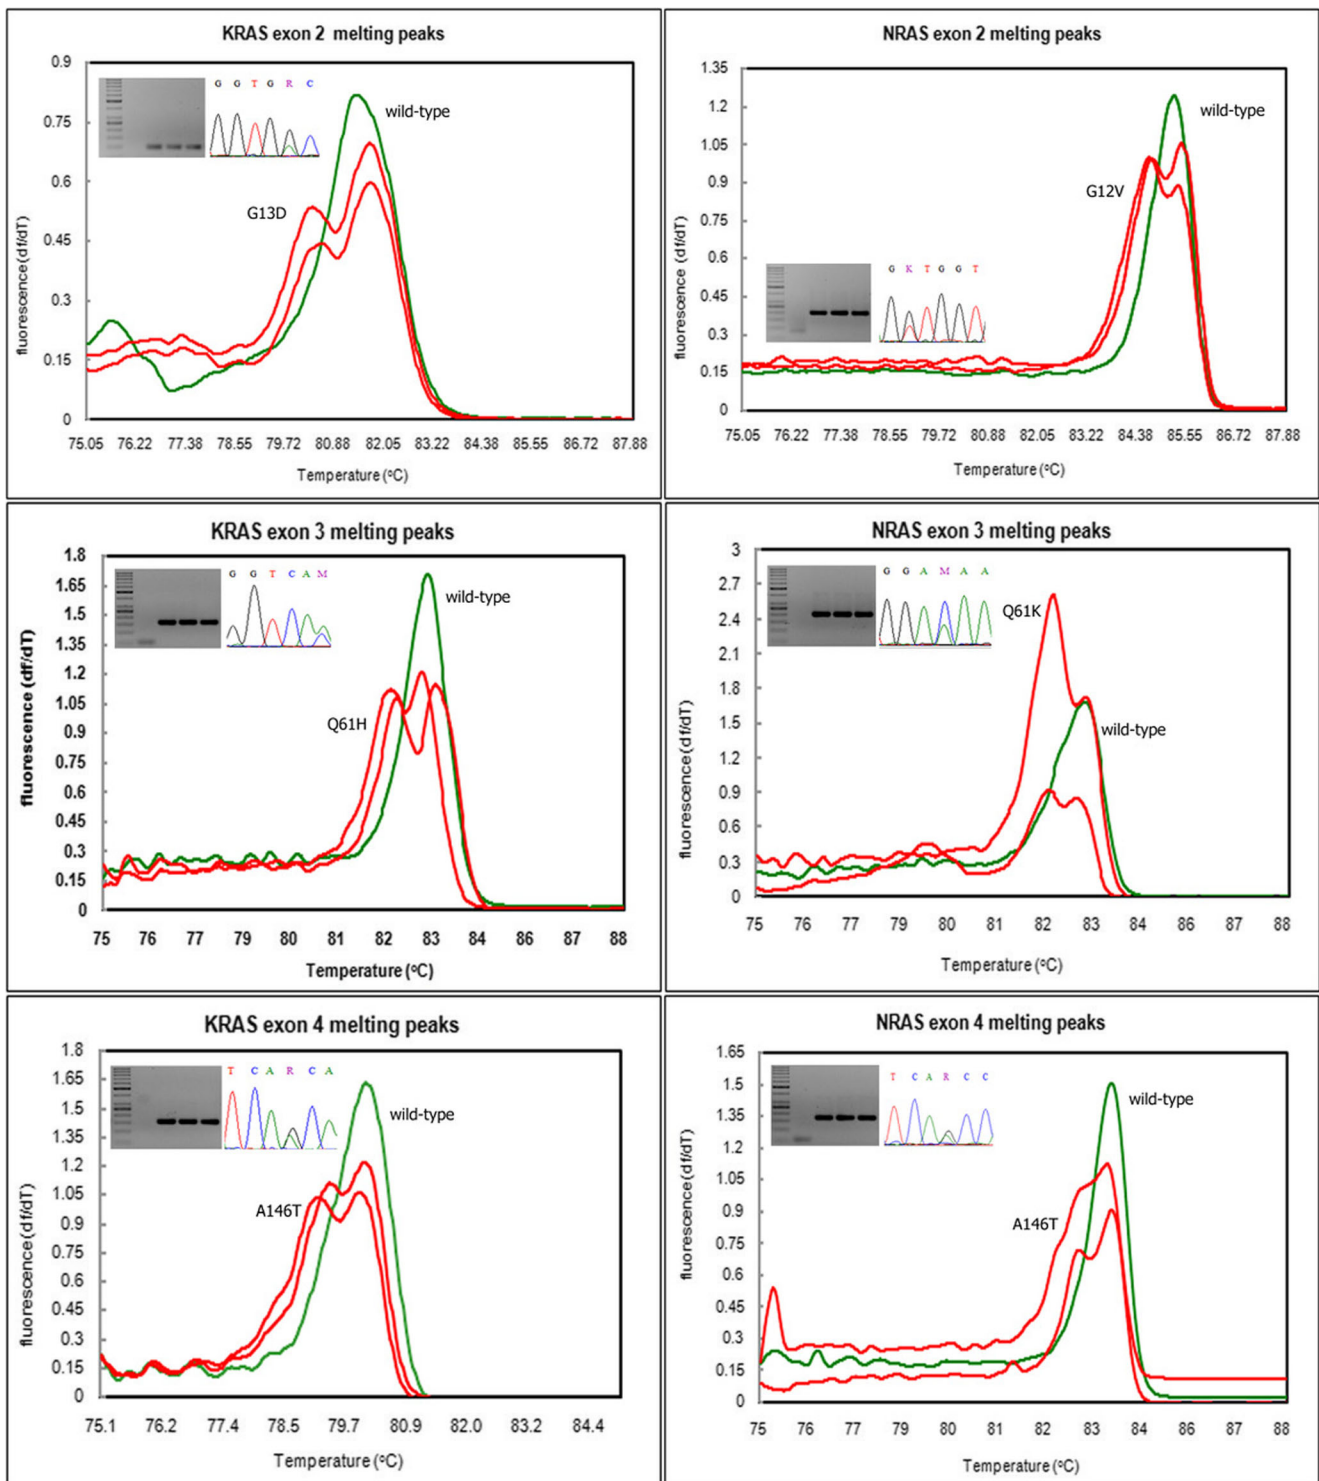 KRAS exon 2 melting peaks
0.9
0.75
0.6
0.45
0.3
0.15
0
fluorescence(df/dT)
G G T G R C
wild-type
G13D
75.05 76.22 77.38 78.55 79.72 80.88 82.05 83.22 84.38 85.55 86.72 87.88
Temperature (°C)
NRAS exon 2 melting peaks
1.35
1.2
1.05
0.9
0.75
0.6
0.45
0.3
0.15
0
fluorescence (df/dT)
wild-type
G12V
G K T G G T
75.05 76.22 77.38 78.55 79.72 80.88 82.05 83.22 84.38 85.55 86.72 87.88
Temperature (°C)
KRAS exon 3 melting peaks
1.8
1.65
1.5
1.35
1.2
1.05
0.9
0.75
0.6
0.45
0.3
0.15
0
fluorescence (df/dT)
G G T C A M
wild-type
Q61H
75 76 77 79 80 82 83 84 86 87 88
Temperature (°C)
NRAS exon 3 melting peaks
3
2.7
2.4
2.1
1.8
1.5
1.2
0.9
0.6
0.3
0
fluorescence (df/dT)
G G A M A A
Q61K
wild-type
75 76 77 79 80 82 83 84 86 87 88
Temperature (°C)
KRAS exon 4 melting peaks
1.8
1.65
1.5
1.35
1.2
1.05
0.9
0.75
0.6
0.45
0.3
0.15
0
fluorescence(df/dT)
T C A R C A
wild-type
A146T
75.1 76.2 77.4 78.5 79.7 80.9 82.0 83.2 84.4
Temperature (°C)
NRAS exon 4 melting peaks
1.65
1.5
1.35
1.2
1.05
0.9
0.75
0.6
0.45
0.3
0.15
0
fluorescence (df/dT)
T C A R C C
wild-type
A146T
75 76 77 79 80 82 83 84 86 87 88
Temperature (°C)